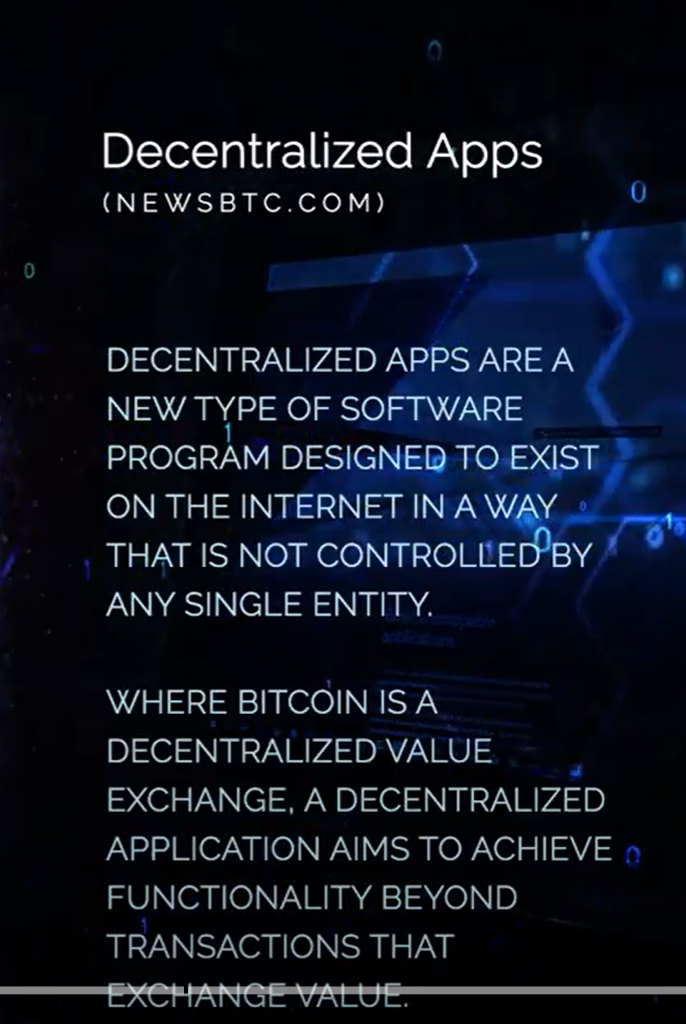 Decentralized Apps
(NEWSBTC.COM)
DECENTRALIZED APPS ARE A
NEW TYPE OF SOFTWARE
PROGRAM DESIGNED TO EXIST
ON THE INTERNET IN A WAY
THAT IS NOT CONTROLLED BY
ANY SINGLE ENTITY.
applications
WHERE BITCOIN IS A
DECENTRALIZED VALUE
EXCHANGE, A DECENTRALIZED
APPLICATION AIMS TO ACHIEVE
FUNCTIONALITY BEYOND
TRANSACTIONS THAT
EXCHANGE VALUE.